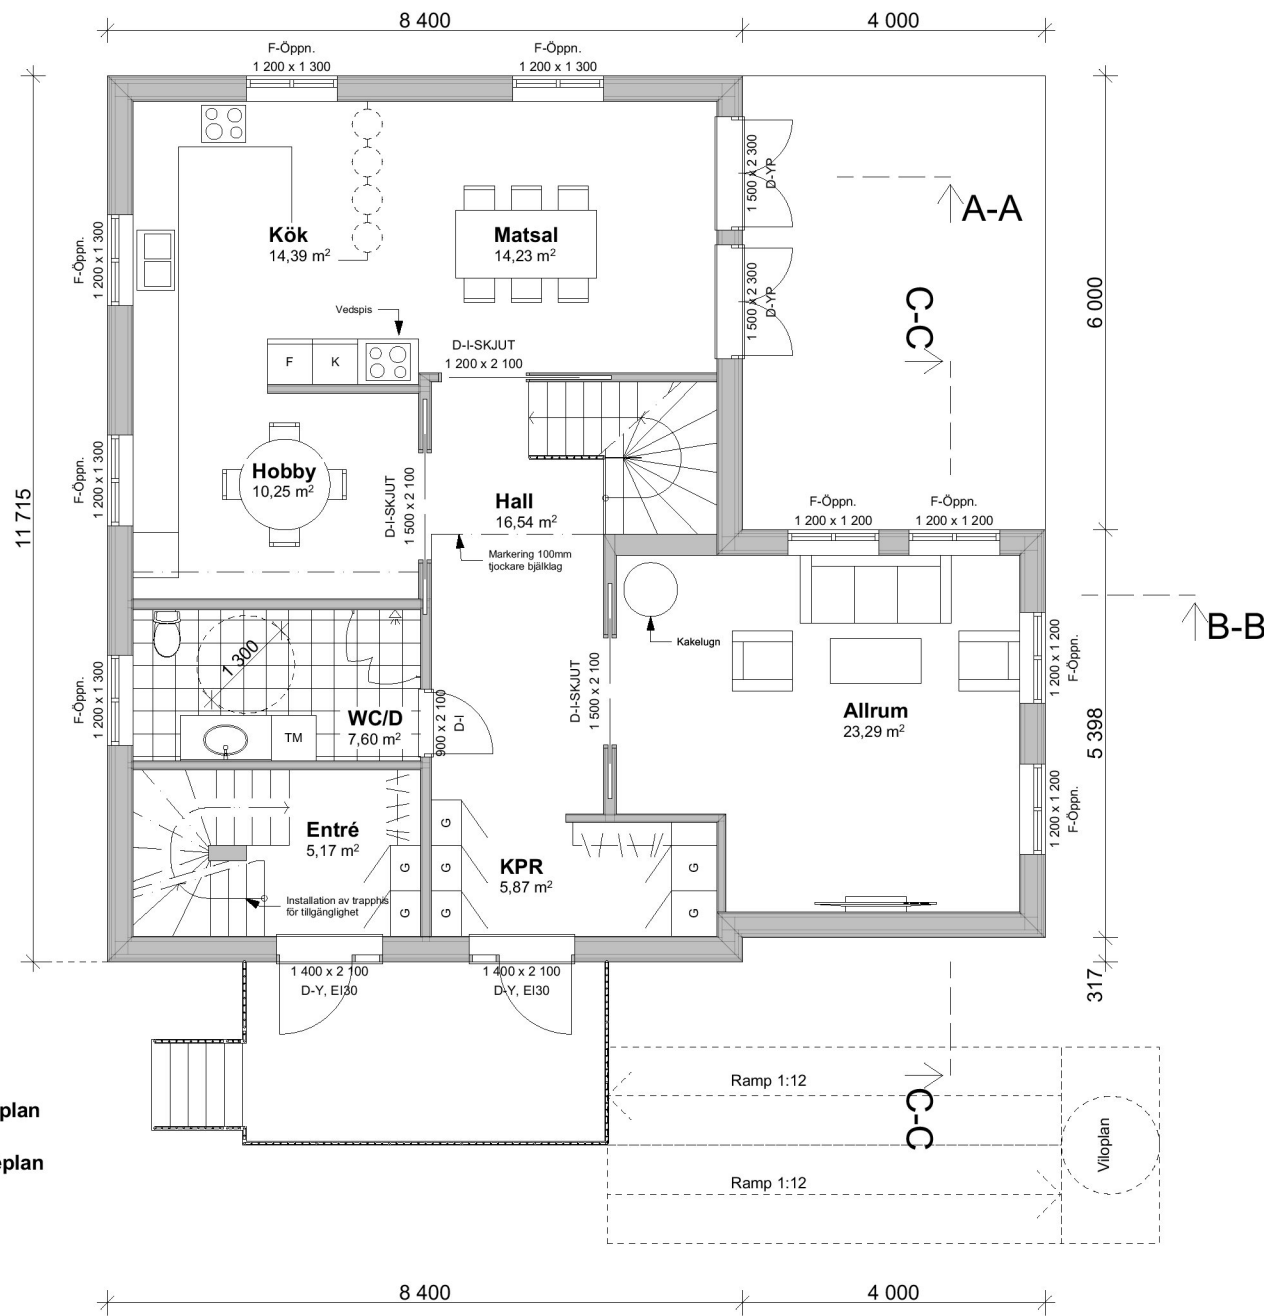 8 400
4 000
F-Öppn.
1 200 x 1 300
F-Öppn.
1 200 x 1 300
1 500 x 2 300
D-YP
A-A
Kök
14,39 m²
Matsal
14,23 m²
F-Öppn.
1 200 x 1 300
1 500 x 2 300
D-YP
C-C
6 000
Vedspis
D-I-SKJUT
1 200 x 2 100
F
K
Hobby
10,25 m²
F-Öppn.
1 200 x 1 300
D-I-SKJUT
1 500 x 2 100
Hall
16,54 m²
11 715
F-Öppn.
1 200 x 1 200
F-Öppn.
1 200 x 1 200
Markering 100mm
tjockare bjälklag
B-B
Kakelugn
1 300
F-Öppn.
1 200 x 1 300
WC/D
7,60 m²
TM
900 x 2 100
D-I
D-I-SKJUT
1 500 x 2 100
1 200 x 1 200
F-Öppn.
Allrum
23,29 m²
5 398
1 200 x 1 200
F-Öppn.
Entré
5,17 m²
G
G
G
G
G
KPR
5,87 m²
G
G
Installation av trapphis
för tillgänglighet
1 400 x 2 100
D-Y, EI30
1 400 x 2 100
D-Y, EI30
317
Ramp 1:12
C-C
plan
Viloplan
eplan
Ramp 1:12
8 400
4 000